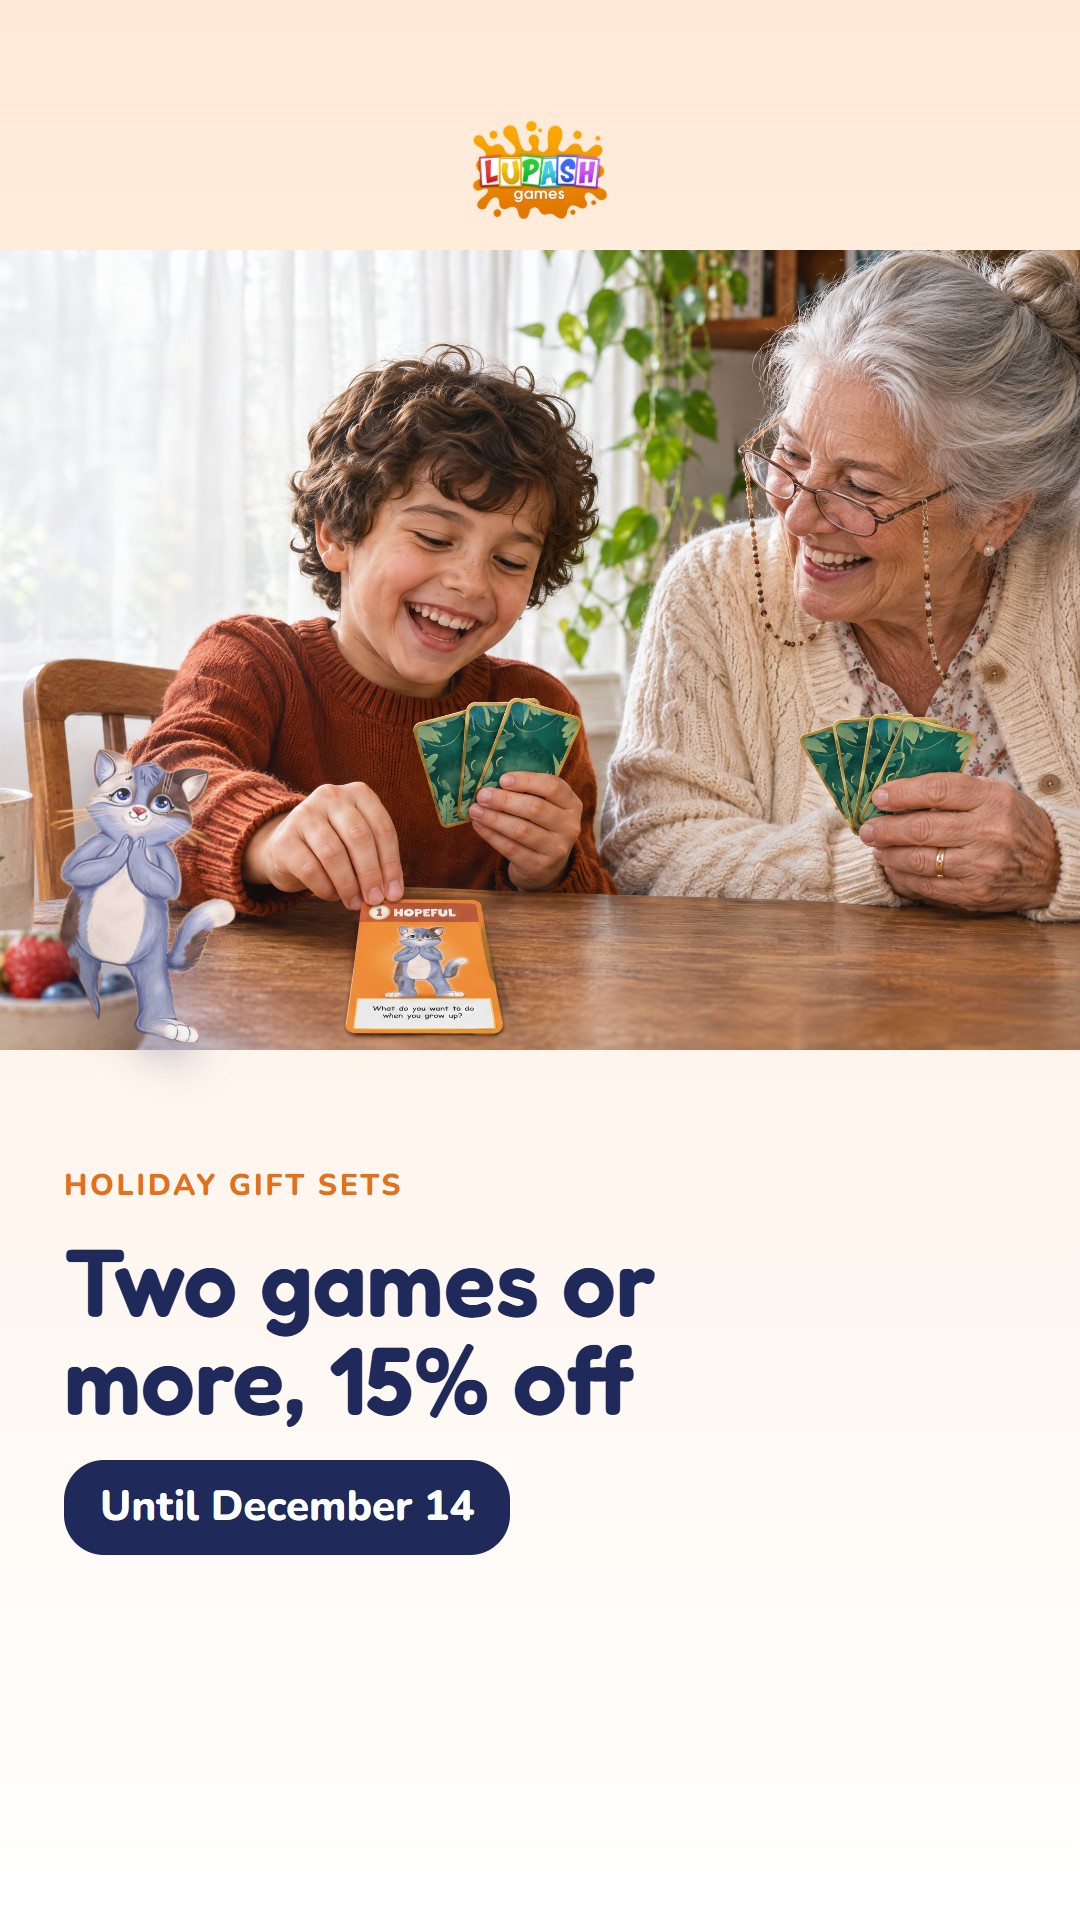 LUPASH
games
1 HOPEFUL
What do you want to do
when you grow up?
HOLIDAY GIFT SETS
Two games or
more, 15% off
Until December 14